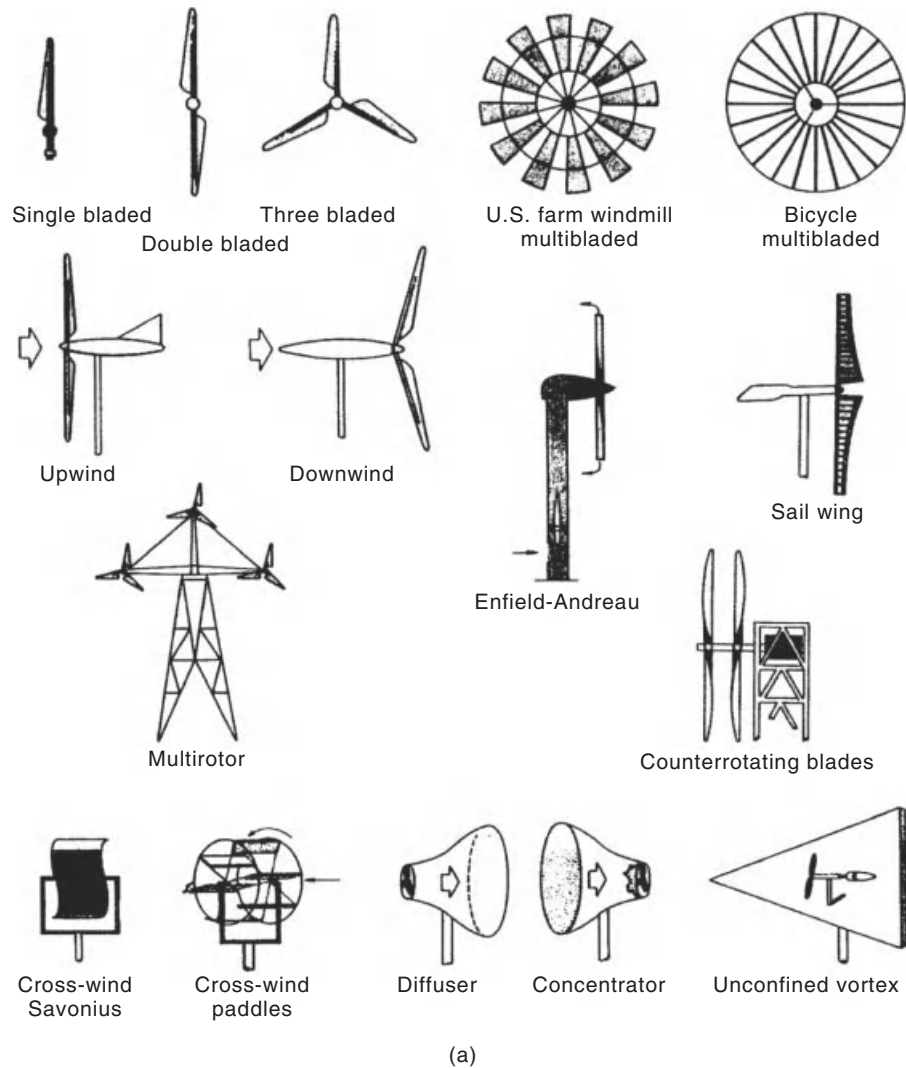 Single bladed
Double bladed
Three bladed
U.S. farm windmill
multibladed
Bicycle
multibladed
Upwind
Downwind
Enfield-Andreau
Sail wing
Multirotor
Counterrotating blades
Cross-wind
Savonius
Cross-wind
paddles
Diffuser
Concentrator
Unconfined vortex
(a)